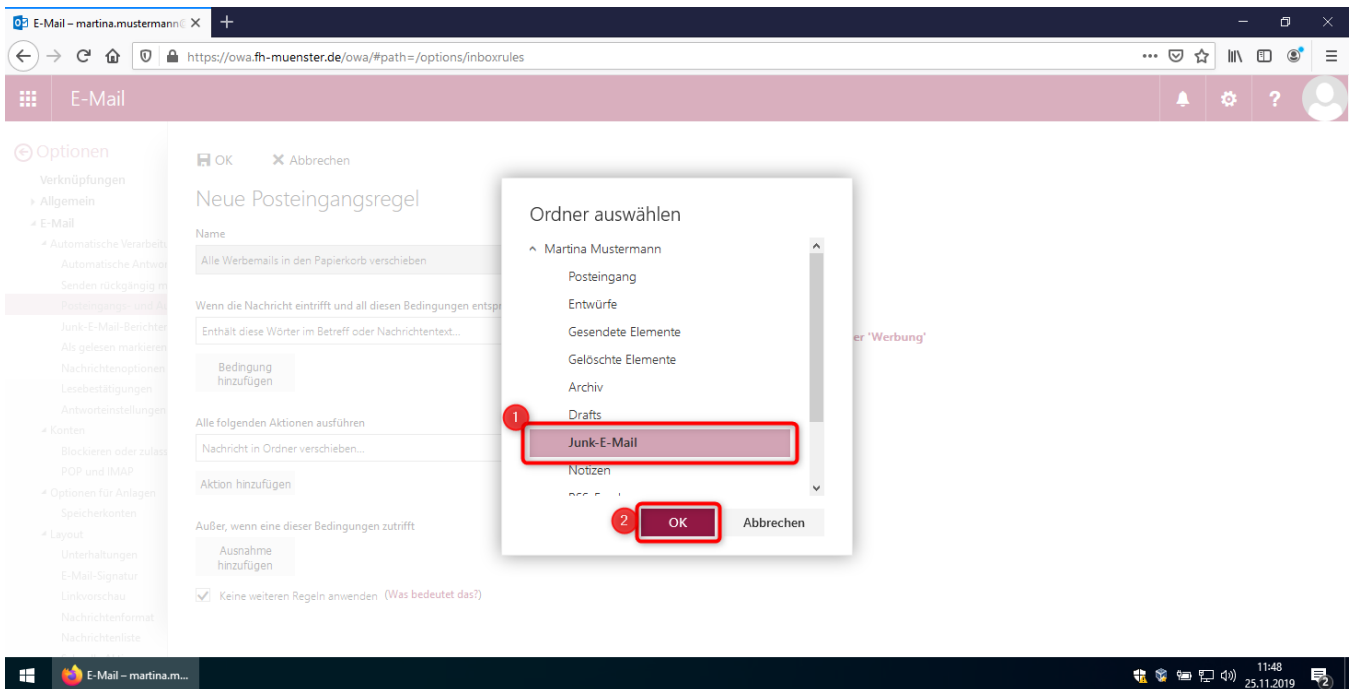 E-Mail – martina.mustermann@
https://owa.fh-muenster.de/owa/#path=/options/inboxrules
E-Mail
?
Optionen
Verknüpfungen
Allgemein
E-Mail
Automatische Verarbeitu
Automatische Antwor
Senden rückgängig m
Posteingangs- und A
Junk-E-Mail-Berichter
Als gelesen markieren
Nachrichtenoptionen
Lesebestätigungen
Antworteinstellungen
Konten
Blockieren oder zulass
POP und IMAP
Optionen für Anlagen
Speicherkonten
Layout
Unterhaltungen
E-Mail-Signatur
Linkvorschau
Nachrichtenformat
Nachrichtenliste
OK Abbrechen
Neue Posteingangsregel
Name
Alle Werbemails in den Papierkorb verschieben
Wenn die Nachricht eintrifft und all diesen Bedingungen entspr
Enthält diese Wörter im Betreff oder Nachrichtentext...
er 'Werbung'
Bedingung
hinzufügen
Alle folgenden Aktionen ausführen
Nachricht in Ordner verschieben...
Aktion hinzufügen
Außer, wenn eine dieser Bedingungen zutrifft
Ausnahme
hinzufügen
Keine weiteren Regeln anwenden (Was bedeutet das?)
Ordner auswählen
Martina Mustermann
Posteingang
Entwürfe
Gesendete Elemente
Gelöschte Elemente
Archiv
Drafts
1
Junk-E-Mail
Notizen
2
OK Abbrechen
E-Mail – martina.m...
11:48
25.11.2019
2